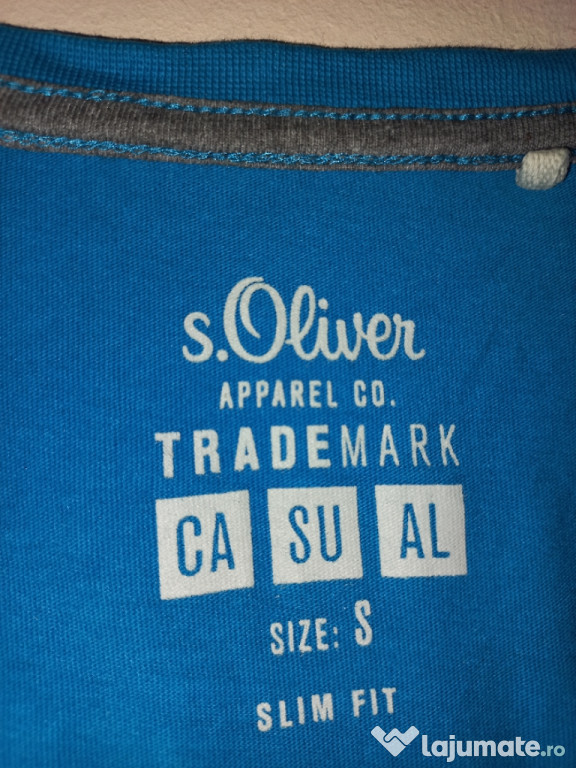 s.Oliver
APPAREL CO.
TRADEMARK
CA SU AL
SIZE: S
SLIM FIT
lajumate.ro